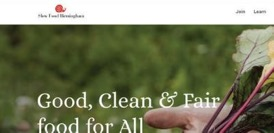 Slow Food Birmingham
Join Learn
Good, Clean & Fair
food for All